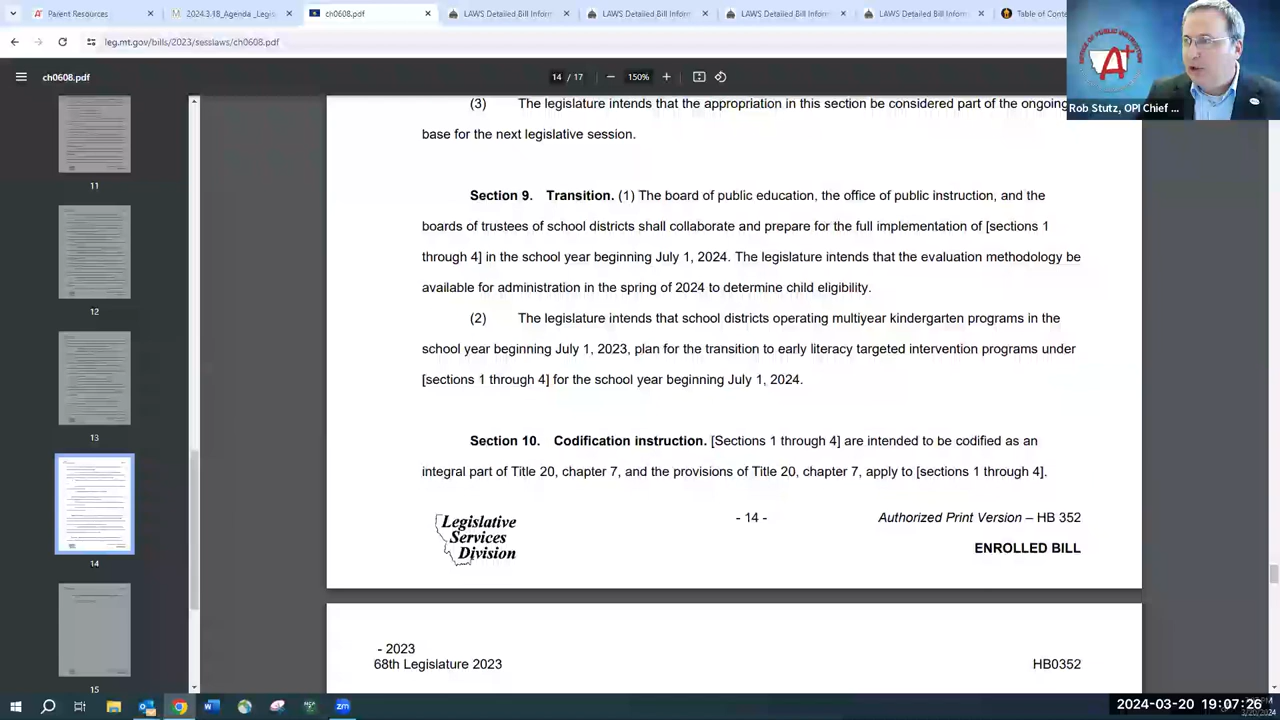 Parent Resources
2024.3.18_Agenda _Legis
ch0608.pdf
LAWS Detailed Bill Inform
LAWS Detailed Bill Inform
LAWS Detailed Bill Inform
LAWS Detailed Bill Inform
Table of Cont
leg.mt.gov/bills/2023/sesslaws/ch0608.pdf
ch0608.pdf
14 / 17
150%
OFFICE OF PUBLIC INSTRUCTION
A+
Rob Stutz, OPI Chief ...
(3) The legislature intends that the appropriation in this section be considered part of the ongoing
base for the next legislative session.
Section 9. Transition. (1) The board of public education, the office of public instruction, and the
boards of trustees of school districts shall collaborate and prepare for the full implementation of [sections 1
through 4] in the school year beginning July 1, 2024. The legislature intends that the evaluation methodology be
available for administration in the spring of 2024 to determine child eligibility.
(2) The legislature intends that school districts operating multiyear kindergarten programs in the
school year beginning July 1, 2023, plan for the transition to early literacy targeted intervention programs under
[sections 1 through 4] for the school year beginning July 1, 2024.
Section 10. Codification instruction. [Sections 1 through 4] are intended to be codified as an
integral part of Title 20, chapter 7, and the provisions of Title 20, chapter 7, apply to [sections 1 through 4].
Legislative
Services
Division
- 14 -
Authorized Print Version – HB 352
ENROLLED BILL
- 2023
68th Legislature 2023
HB0352
11
12
13
14
15
2024-03-20 19:07:26